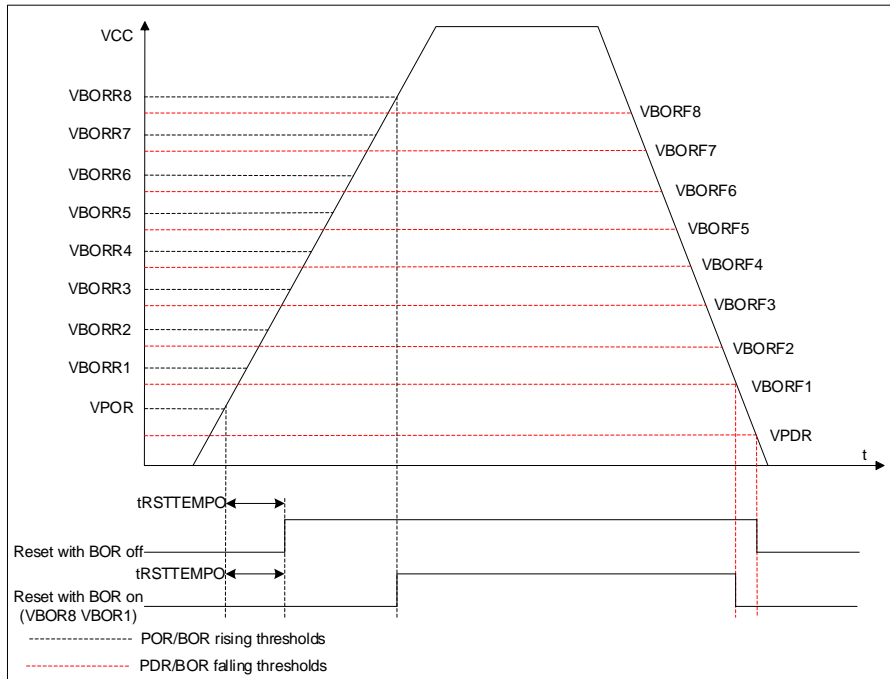 VCC
VBORR8
VBORF8
VBORR7
VBORF7
VBORR6
VBORF6
VBORR5
VBORF5
VBORR4
VBORF4
VBORR3
VBORF3
VBORR2
VBORF2
VBORR1
VBORF1
VPOR
VPDR
t
tRSTTEMPO
Reset with BOR off
tRSTTEMPO
Reset with BOR on
(VBOR8 VBOR1)
POR/BOR rising thresholds
PDR/BOR falling thresholds